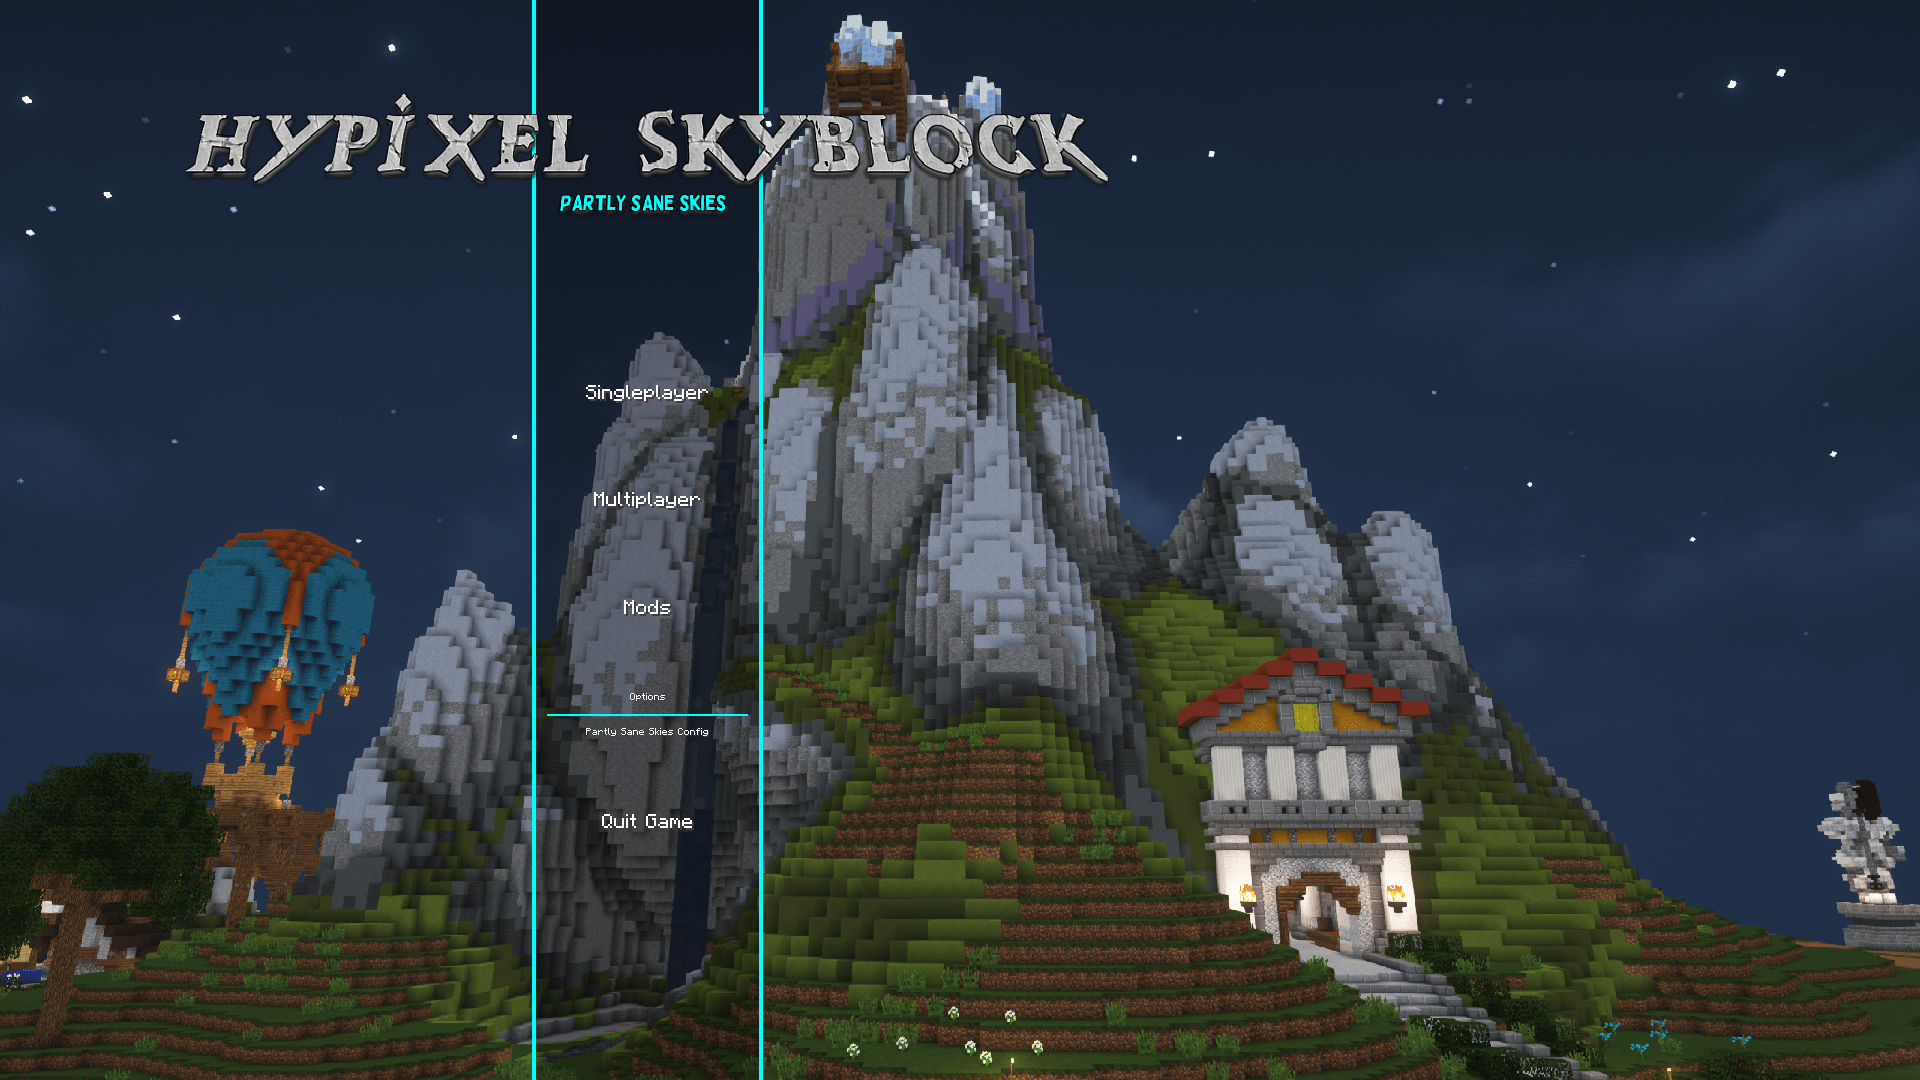 HYPIXEL SKYBLOCK
PARTLY SANE SKIES
Singleplayer
Multiplayer
Mods
Options
Partly Sane Skies Config
Quit Game